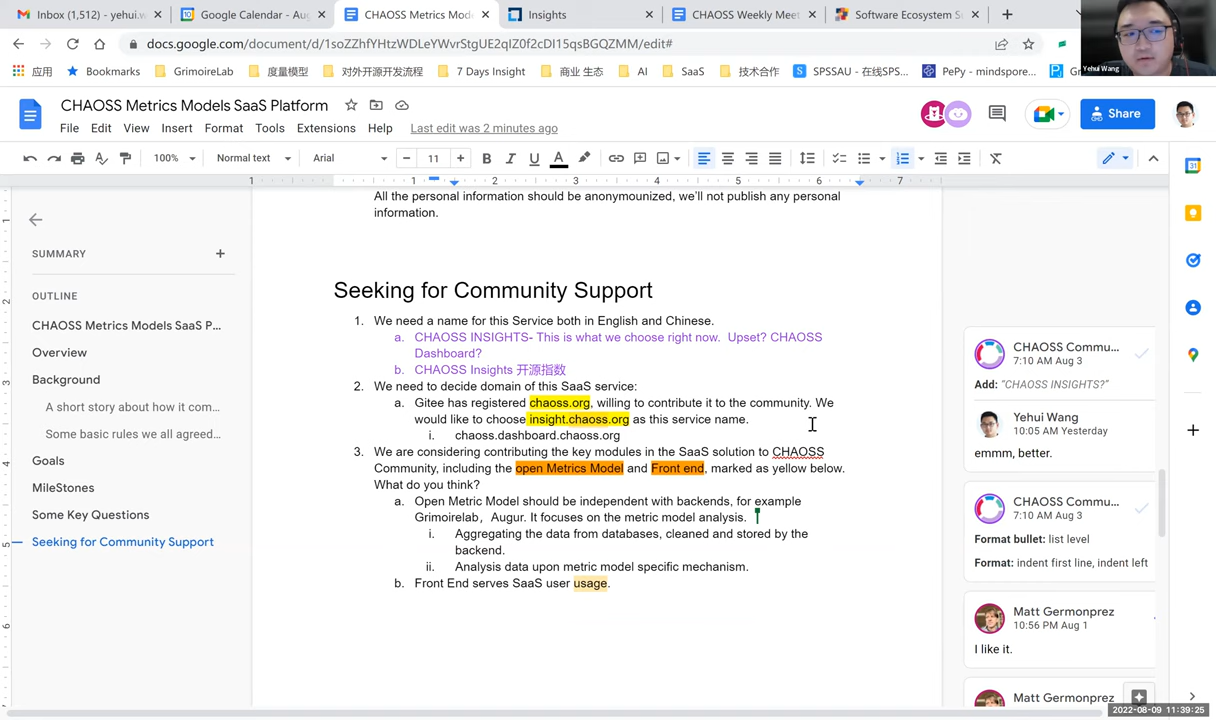 Inbox (1,512) - yehui.w
Google Calendar - Aug
CHAOSS Metrics Mode
Insights
CHAOSS Weekly Meet
Software Ecosystem S
docs.google.com/document/d/1soZZhfYHtzWDLeYWvrStgUE2qIZ0f2cDI15qsBGQZMM/edit#
应用
Bookmarks
GrimoireLab
度量模型
对外开源开发流程
7 Days Insight
商业 生态
AI
SaaS
技术合作
SPSSAU - 在线SPS...
PePy - mindspore...
Yehui Wang
CHAOSS Metrics Models SaaS Platform
File Edit View Insert Format Tools Extensions Help Last edit was 2 minutes ago
Share
100% Normal text Arial 11
B I U A
1 1 2 3 4 5 6 7
All the personal information should be anonymounized, we'll not publish any personal
information.
SUMMARY
OUTLINE
CHAOSS Metrics Models SaaS P...
Overview
Background
A short story about how it com...
Some basic rules we all agreed...
Goals
MileStones
Some Key Questions
Seeking for Community Support
Seeking for Community Support
1. We need a name for this Service both in English and Chinese.
a. CHAOSS INSIGHTS- This is what we choose right now. Upset? CHAOSS
Dashboard?
b. CHAOSS Insights 开源指数
2. We need to decide domain of this SaaS service:
a. Gitee has registered chaoss.org, willing to contribute it to the community. We
would like to choose insight.chaoss.org as this service name.
i. chaoss.dashboard.chaoss.org
3. We are considering contributing the key modules in the SaaS solution to CHAOSS
Community, including the open Metrics Model and Front end, marked as yellow below.
What do you think?
a. Open Metric Model should be independent with backends, for example
Grimoirelab，Augur. It focuses on the metric model analysis.
i. Aggregating the data from databases, cleaned and stored by the
backend.
ii. Analysis data upon metric model specific mechanism.
b. Front End serves SaaS user usage.
CHAOSS Commu...
7:10 AM Aug 3
Add: "CHAOSS INSIGHTS?"
Yehui Wang
10:05 AM Yesterday
emmm, better.
CHAOSS Commu...
7:10 AM Aug 3
Format bullet: list level
Format: indent first line, indent left
Matt Germonprez
10:56 PM Aug 1
I like it.
Matt Germonprez
2022-08-09 11:39:25